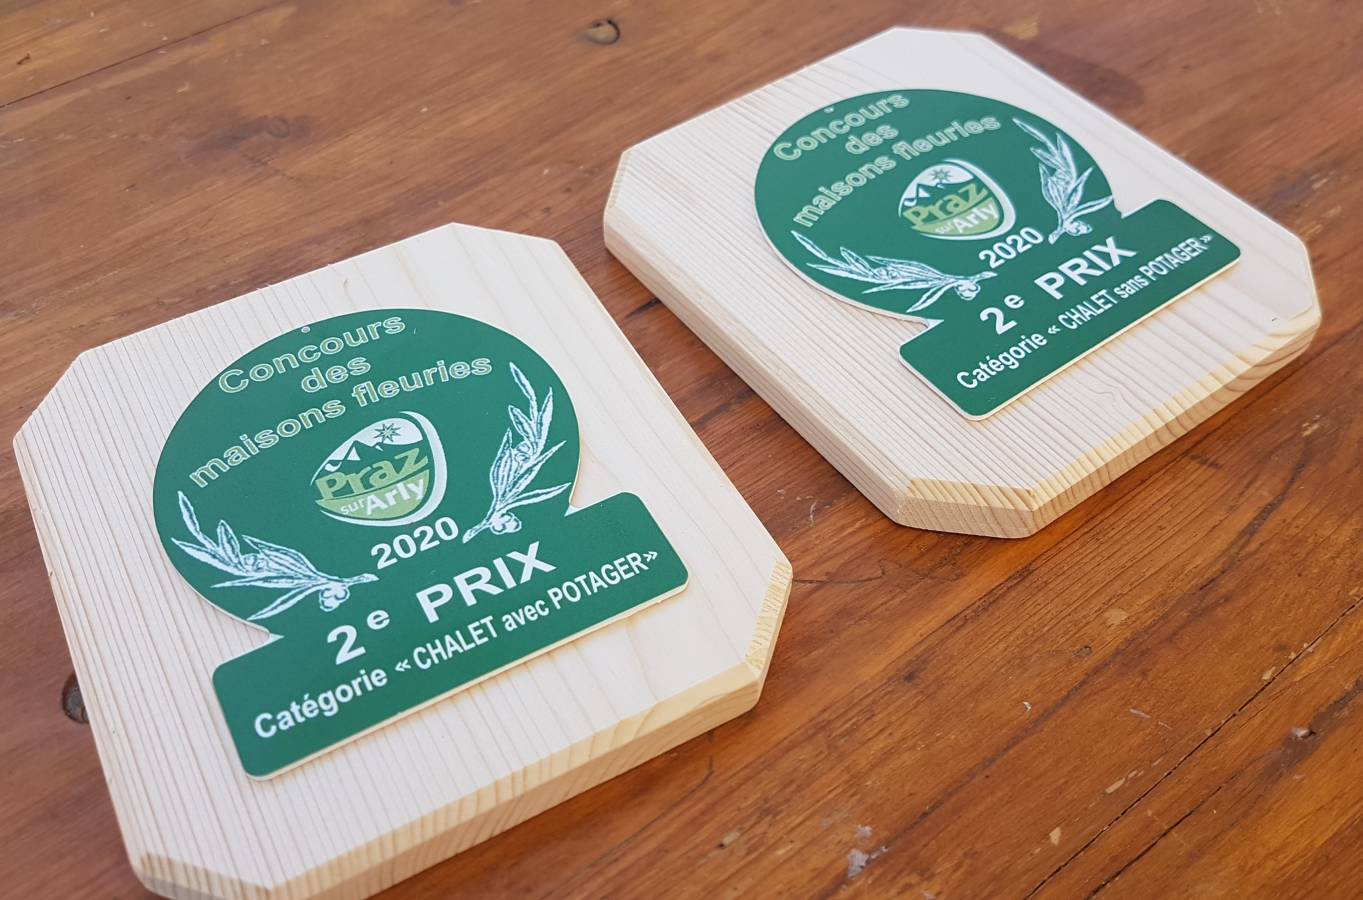 Concours
des
maisons fleuries
Praz
sur Arly
2020
2e PRIX
Catégorie « CHALET avec POTAGER»
Concours
des
maisons fleuries
Praz
sur Arly
2020
2e PRIX
Catégorie « CHALET sans POTAGER»